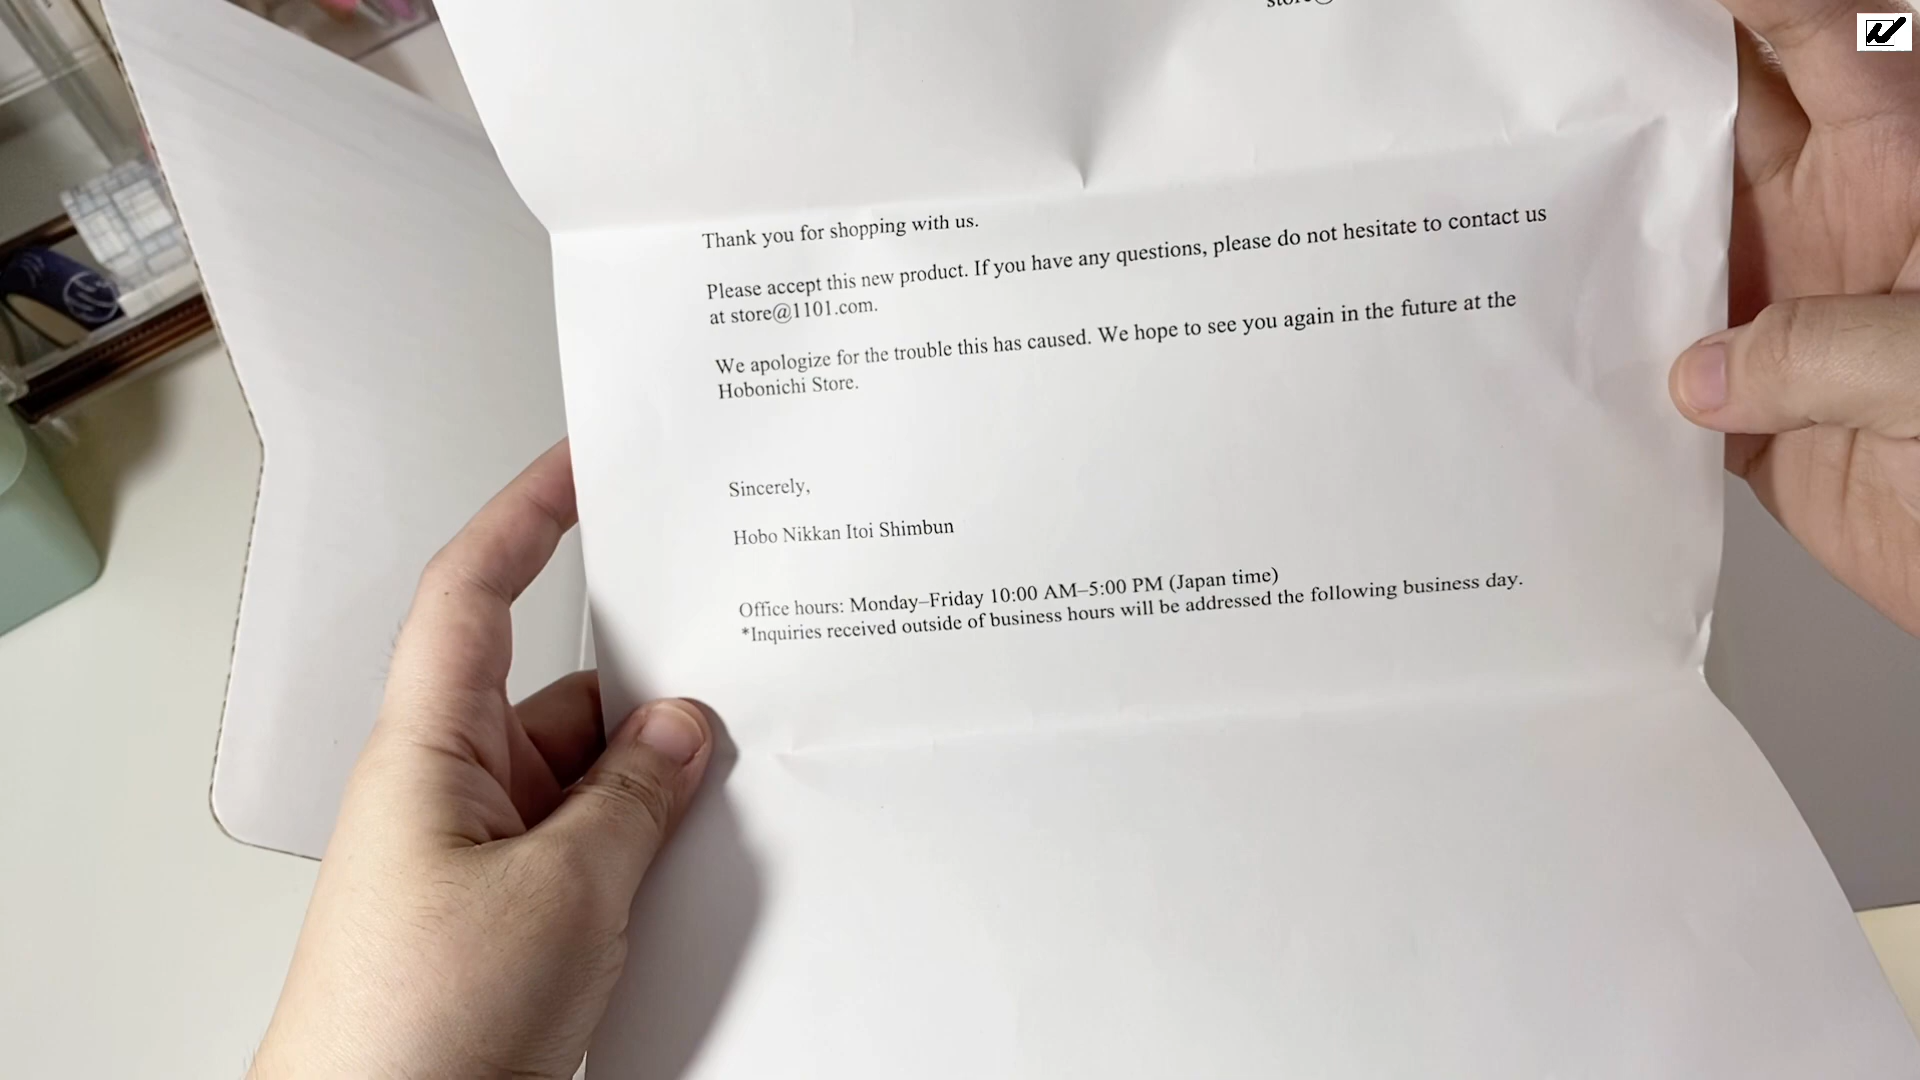 Thank you for shopping with us.
Please accept this new product. If you have any questions, please do not hesitate to contact us
at store@1101.com.
We apologize for the trouble this has caused. We hope to see you again in the future at the
Hobonichi Store.
Sincerely,
Hobo Nikkan Itoi Shimbun
Office hours: Monday–Friday 10:00 AM–5:00 PM (Japan time)
*Inquiries received outside of business hours will be addressed the following business day.